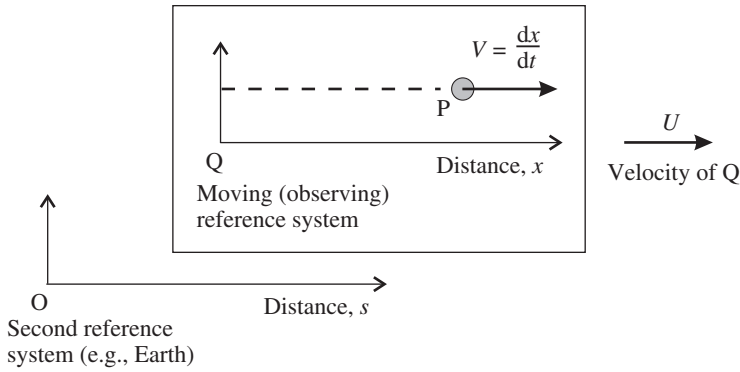 V = dx/dt
P
U
Q
Distance, x
Velocity of Q
Moving (observing)
reference system
O
Distance, s
Second reference
system (e.g., Earth)